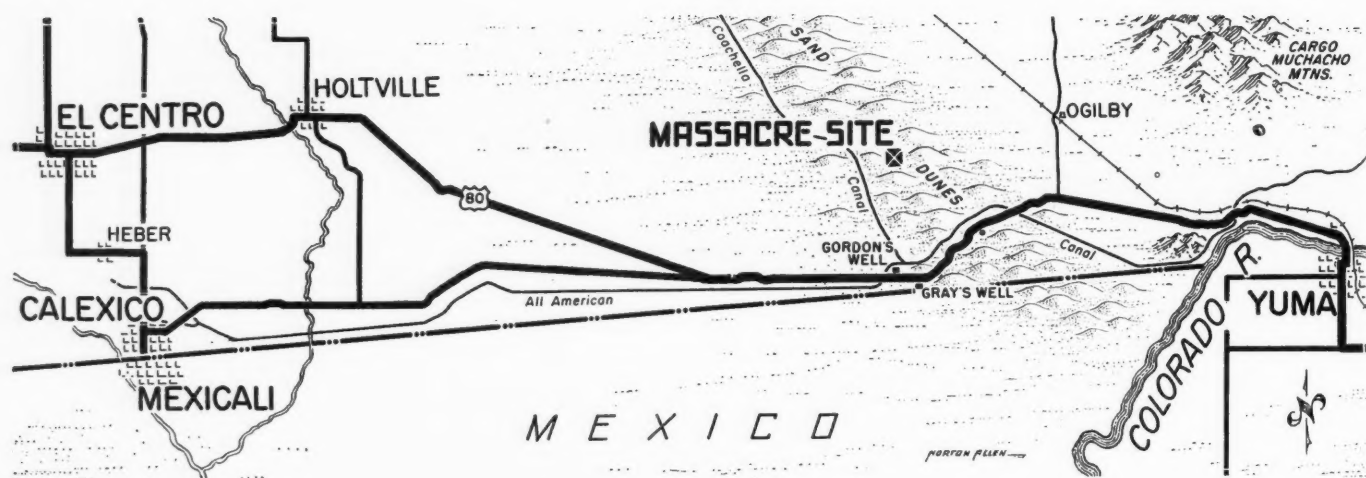 EL CENTRO
HOLTVILLE
HEBER
CALEXICO
MEXICALI
80
All American
MEXICO
Coachella
Canal
SAND
DUNES
MASSACRE SITE
GORDON'S
WELL
GRAY'S WELL
Canal
OGILBY
CARGO
MUCHACHO
MTNS.
COLORADO R.
YUMA
N
NORTON ALLEN